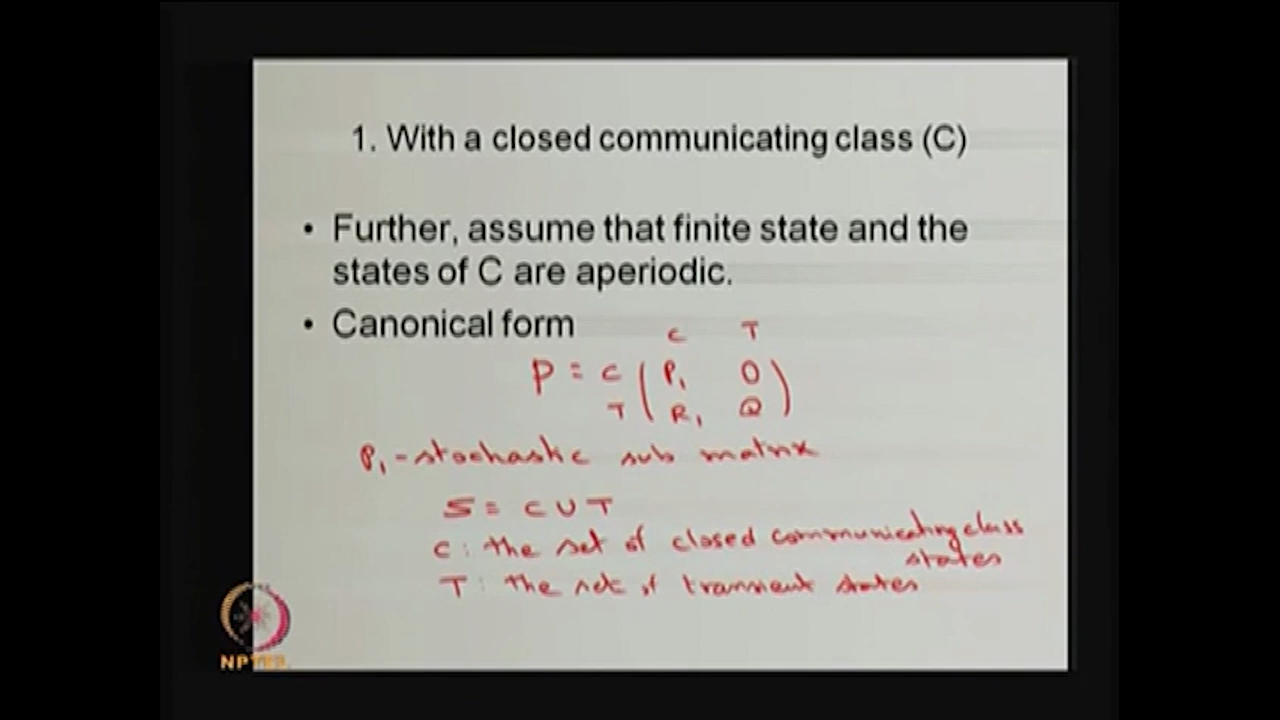 1. With a closed communicating class (C)
• Further, assume that finite state and the
states of C are aperiodic.
• Canonical form
C T
P = C ( P₁ O )
T ( R₁ Q )
P₁ - stochastic sub matrix
S = C ∪ T
C : the set of closed communicating class
states
T : the set of transient states
NPTEL